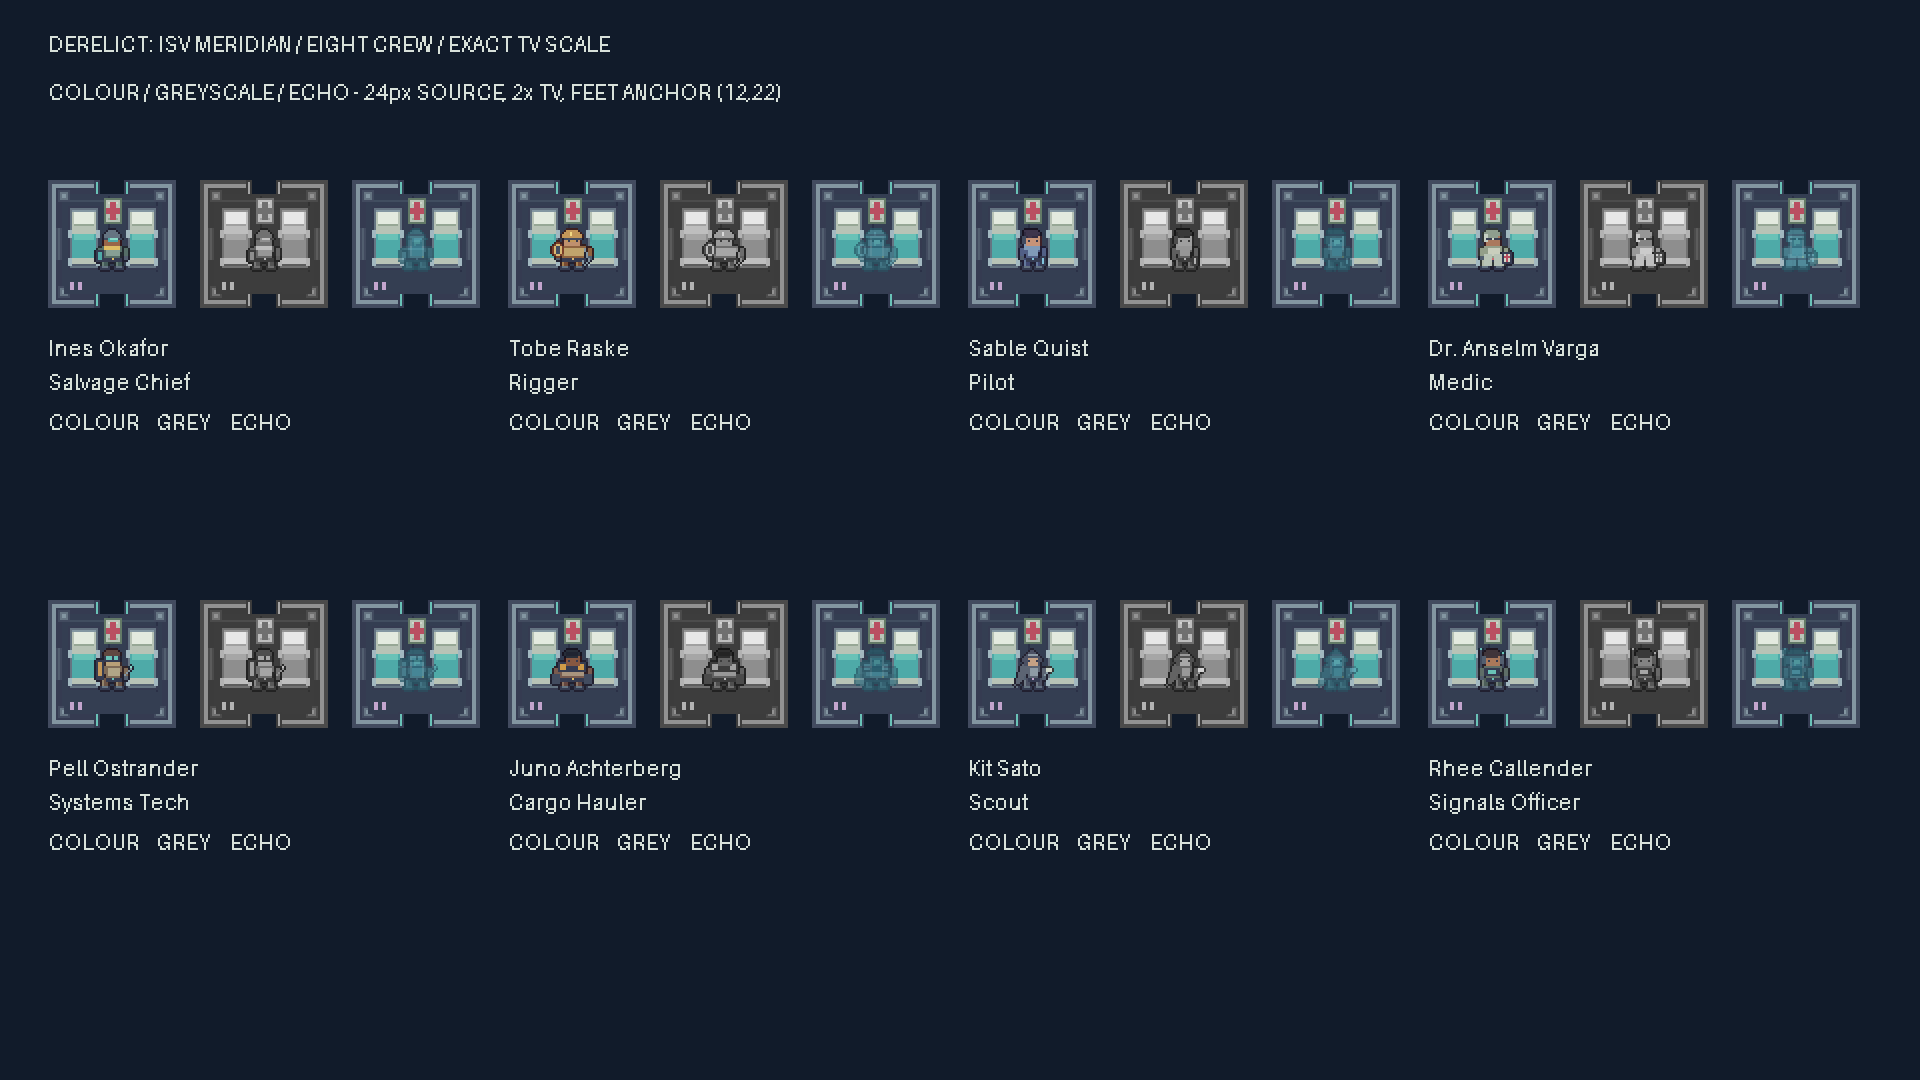 DERELICT: ISV MERIDIAN / EIGHT CREW / EXACT TV SCALE
COLOUR / GREYSCALE / ECHO - 24px SOURCE, 2x TV, FEET ANCHOR (12,22)
Ines Okafor
Salvage Chief
COLOUR GREY ECHO
Tobe Raske
Rigger
COLOUR GREY ECHO
Sable Quist
Pilot
COLOUR GREY ECHO
Dr. Anselm Varga
Medic
COLOUR GREY ECHO
Pell Ostrander
Systems Tech
COLOUR GREY ECHO
Juno Achterberg
Cargo Hauler
COLOUR GREY ECHO
Kit Sato
Scout
COLOUR GREY ECHO
Rhee Callender
Signals Officer
COLOUR GREY ECHO